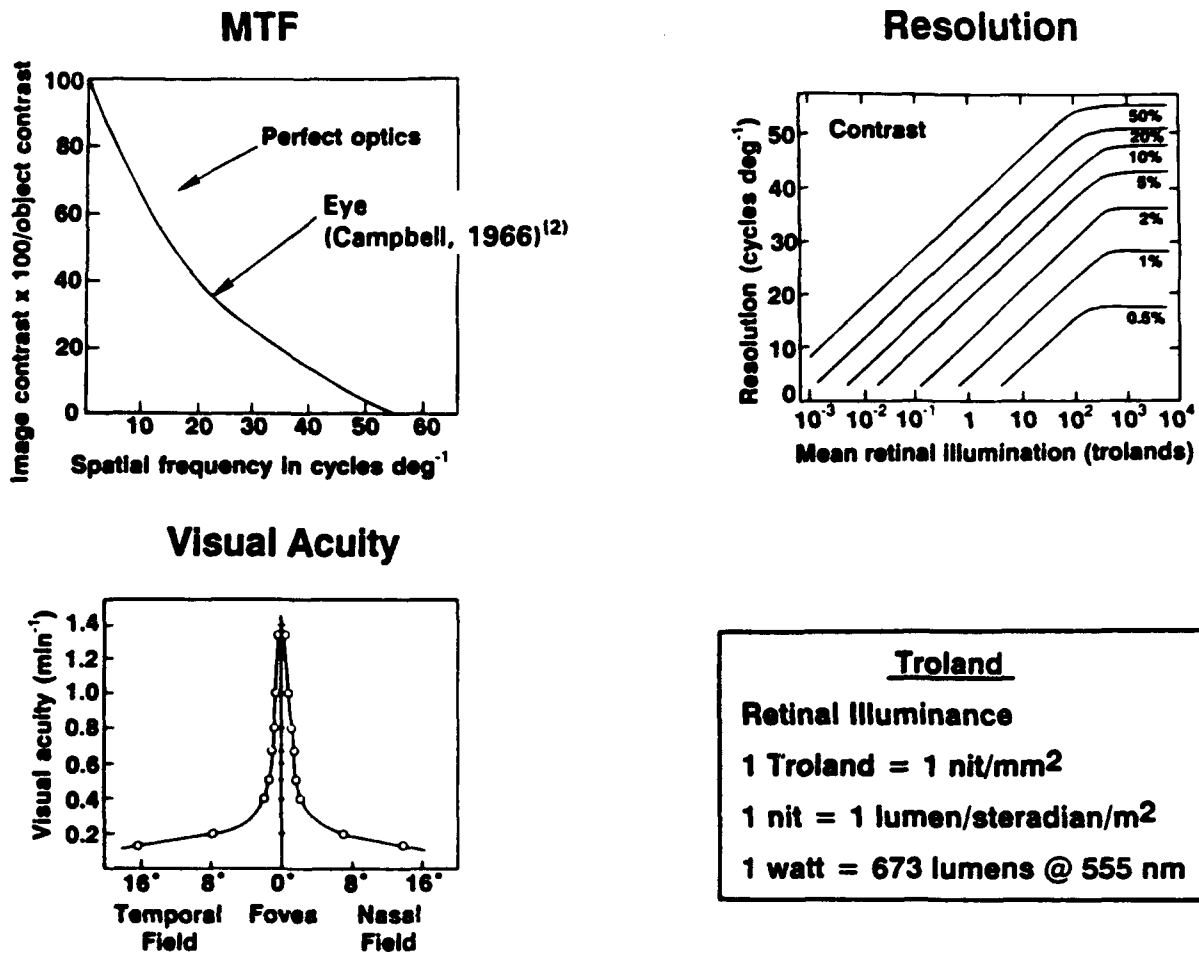 MTF
Image contrast x 100/object contrast
100
80
60
40
20
0
Perfect optics
Eye
(Campbell, 1966)(2)
10 20 30 40 50 60
Spatial frequency in cycles deg-1
Resolution
Resolution (cycles deg-1)
50
40
30
20
10
0
Contrast
50%
20%
10%
5%
2%
1%
0.5%
10-3 10-2 10-1 1 10 102 103 104
Mean retinal illumination (trolands)
Visual Acuity
Visual acuity (min-1)
1.4
1.2
1.0
0.8
0.6
0.4
0.2
16° 8° 0° 8° 16°
Temporal Fovea Nasal
Field Field
Troland
Retinal Illuminance
1 Troland = 1 nit/mm2
1 nit = 1 lumen/steradian/m2
1 watt = 673 lumens @ 555 nm